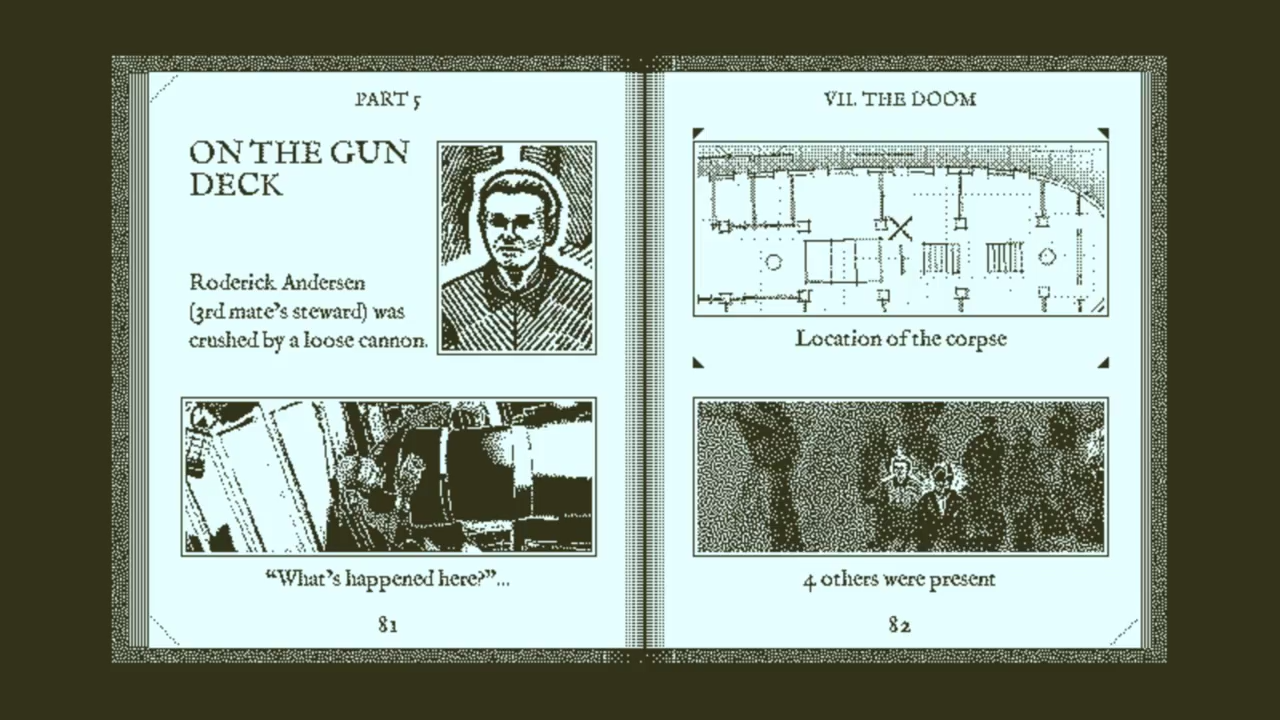 PART 5
ON THE GUN
DECK
Roderick Andersen
(3rd mate's steward) was
crushed by a loose cannon.
“What's happened here?”...
81
VII. THE DOOM
Location of the corpse
4 others were present
82